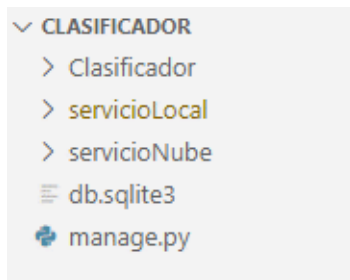 CLASIFICADOR
Clasificador
servicioLocal
servicioNube
db.sqlite3
manage.py